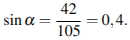 sin α = 42/105 = 0,4.